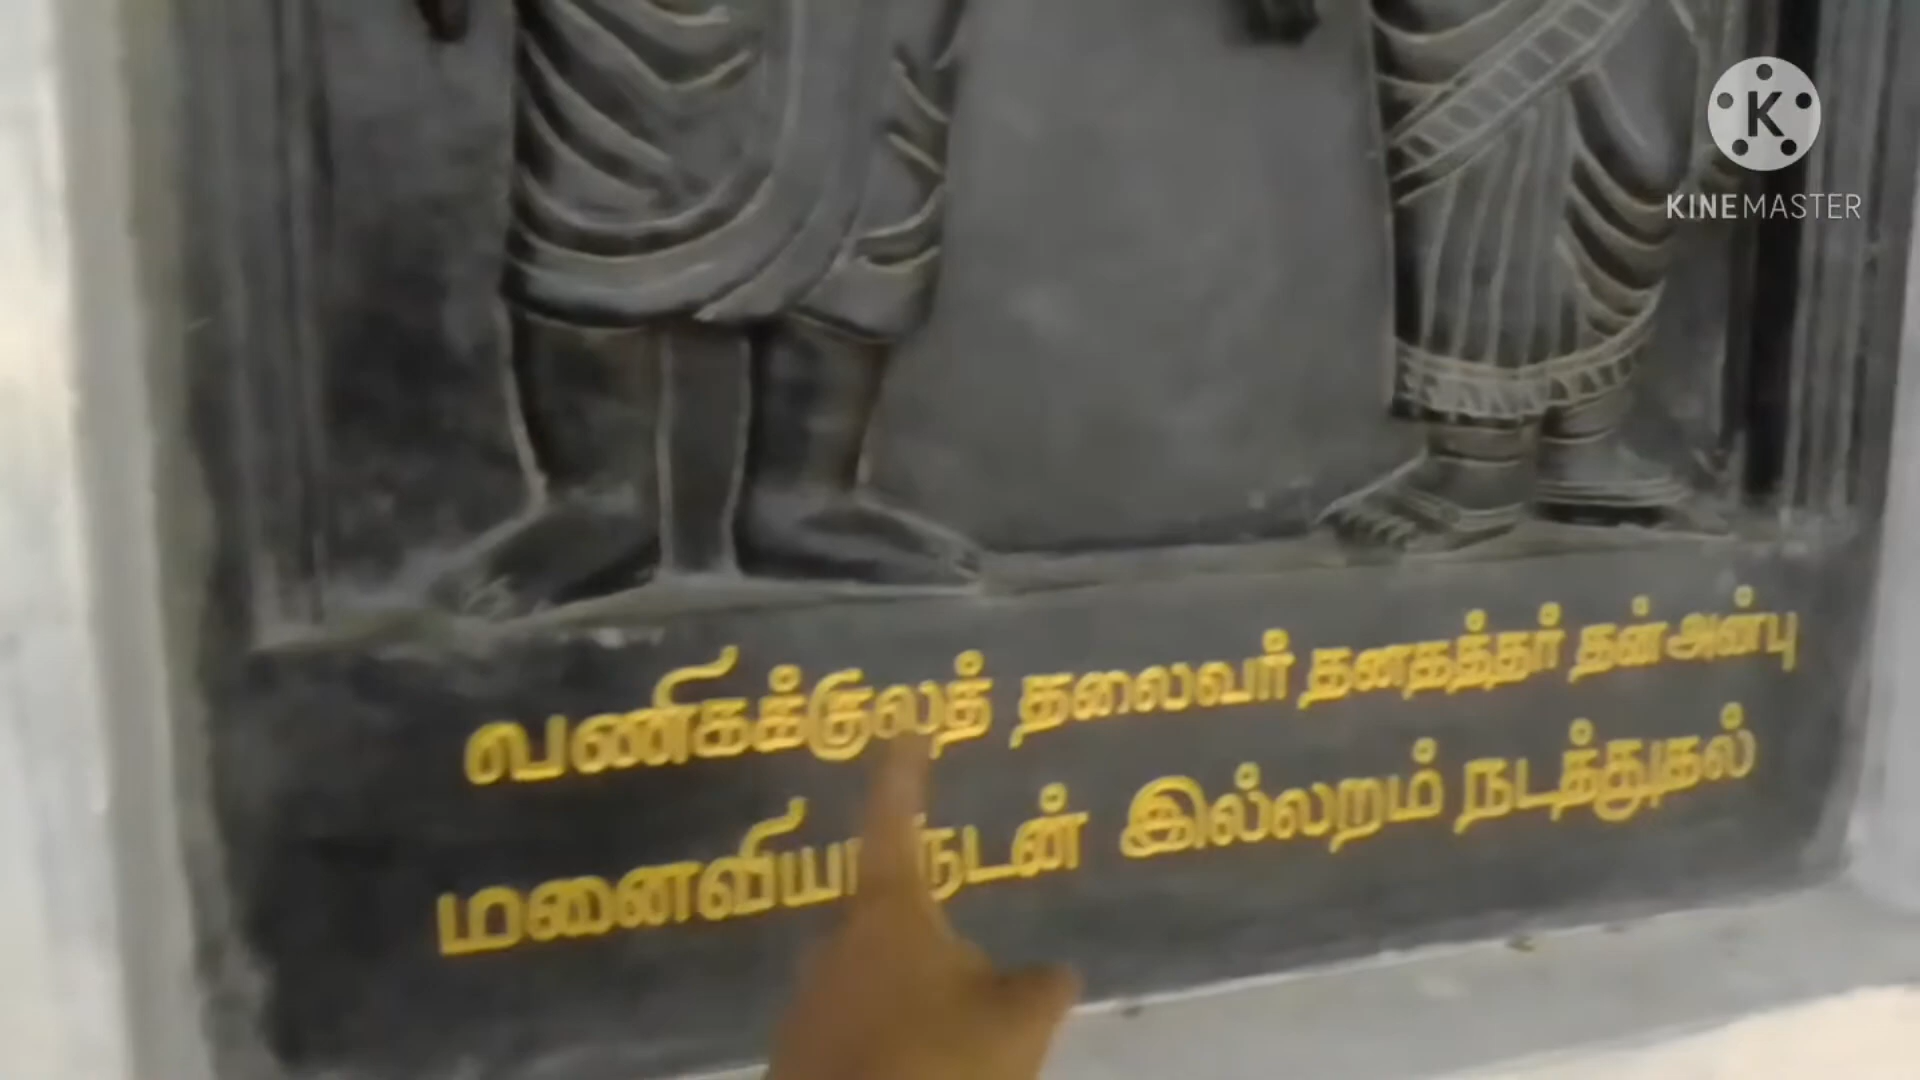 KINEMASTER
வணிகக்குலத் தலைவர் தனதத்தர் தன் அன்பு
இல்லறம் நடத்துதல்